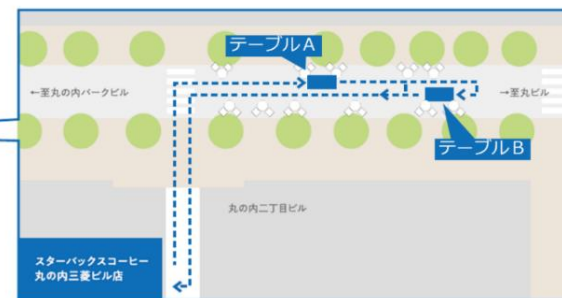 テーブルA
←至丸の内パークビル
→至丸ビル
テーブルB
丸の内二丁目ビル
スターバックスコーヒー
丸の内三菱ビル店